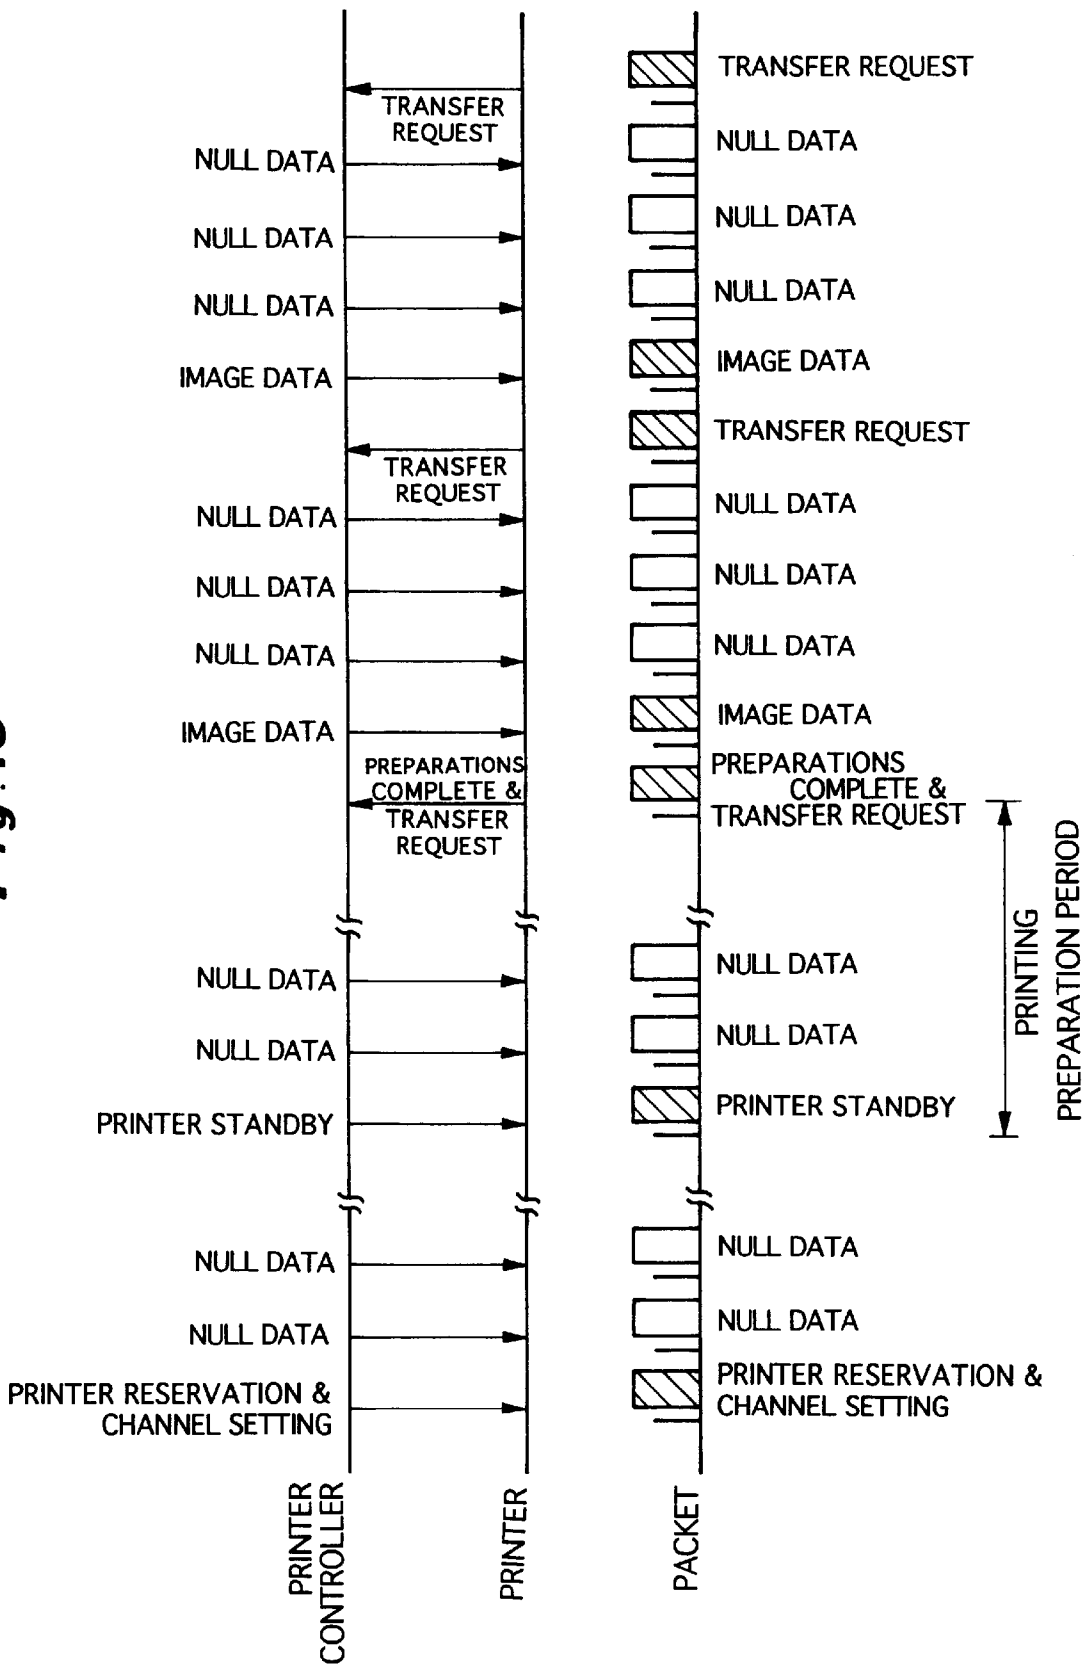 TRANSFER REQUEST
TRANSFER
REQUEST
NULL DATA
NULL DATA
NULL DATA
NULL DATA
NULL DATA
NULL DATA
IMAGE DATA
IMAGE DATA
TRANSFER REQUEST
TRANSFER
REQUEST
NULL DATA
NULL DATA
NULL DATA
NULL DATA
NULL DATA
NULL DATA
IMAGE DATA
IMAGE DATA
PREPARATIONS
COMPLETE &
TRANSFER
REQUEST
PREPARATIONS
COMPLETE &
TRANSFER REQUEST
PRINTING
PREPARATION PERIOD
NULL DATA
NULL DATA
NULL DATA
NULL DATA
PRINTER STANDBY
PRINTER STANDBY
NULL DATA
NULL DATA
NULL DATA
NULL DATA
PRINTER RESERVATION &
CHANNEL SETTING
PRINTER RESERVATION &
CHANNEL SETTING
PRINTER
CONTROLLER
PRINTER
PACKET